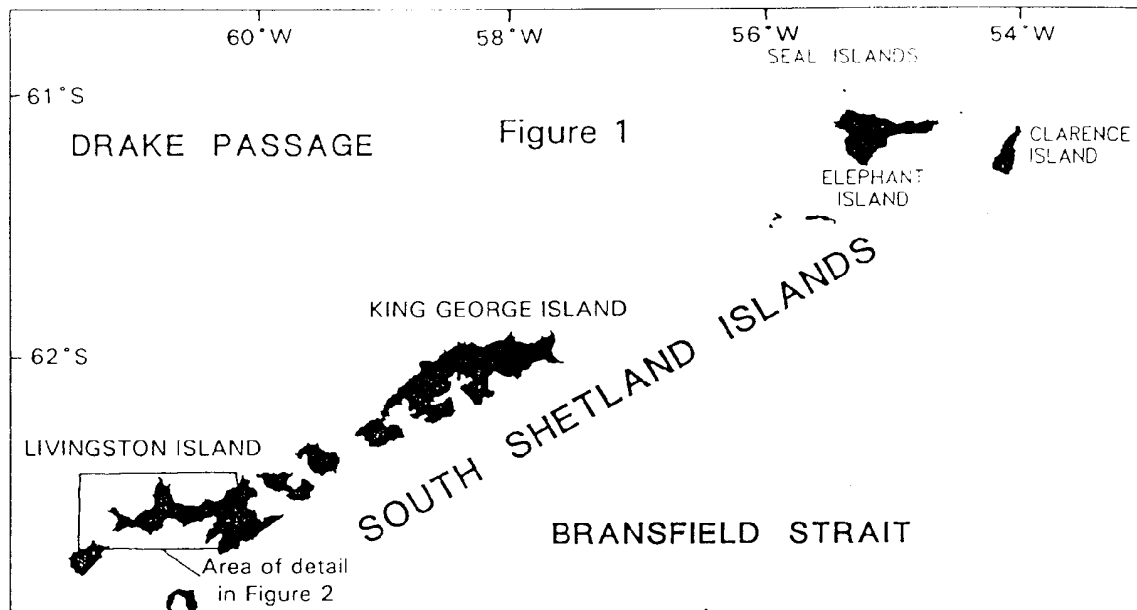 60°W
58°W
56°W
54°W
SEAL ISLANDS
61°S
DRAKE PASSAGE
Figure 1
CLARENCE
ISLAND
ELEPHANT
ISLAND
KING GEORGE ISLAND
62°S
SOUTH SHETLAND ISLANDS
LIVINGSTON ISLAND
BRANSFIELD STRAIT
Area of detail
in Figure 2